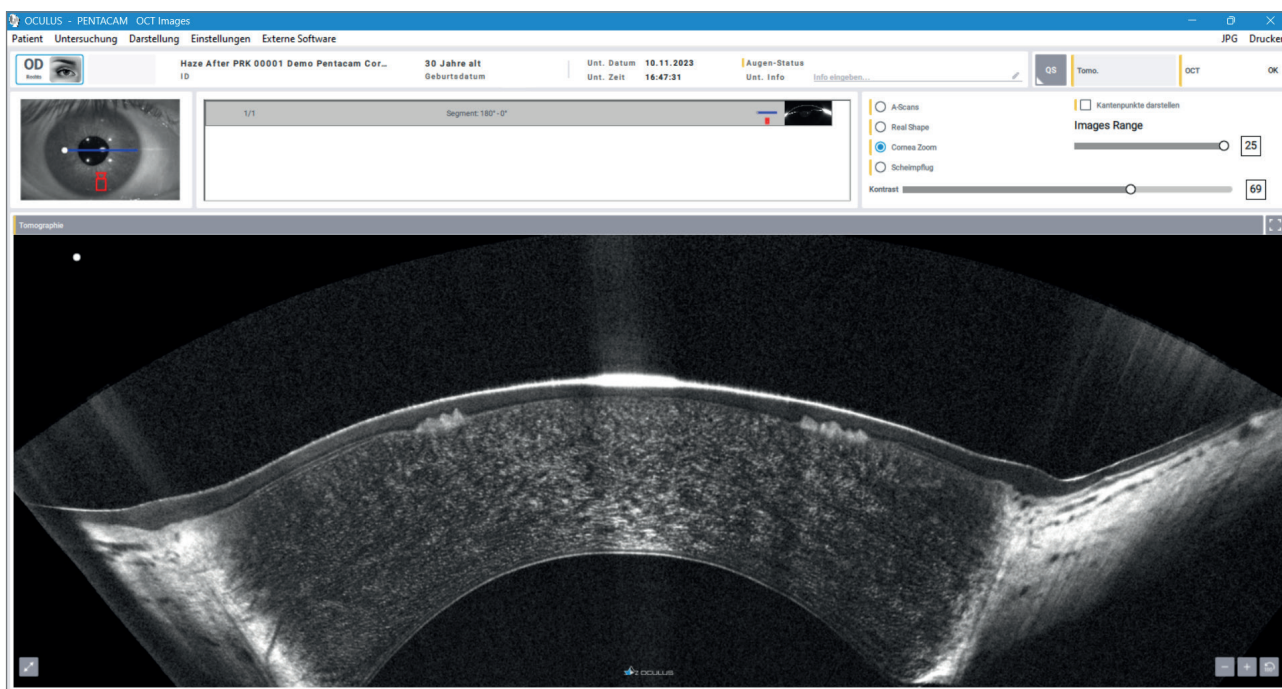 OCULUS - PENTACAM OCT Images
Patient Untersuchung Darstellung Einstellungen Externe Software JPG Drucken
OD Haze After PRK 00001 Demo Pentacam Cor... 30 Jahre alt Unt. Datum 10.11.2023 Augen-Status
Rechts ID Geburtsdatum Unt. Zeit 16:47:31 Unt. Info Info eingeben...
QS Tomo. OCT OK
1/1 Segment: 180°-0°
A-Scans Kantenpunkte darstellen
Real Shape Images Range
Cornea Zoom 25
Scheimpflug
Kontrast 69
Tomographie
OCULUS